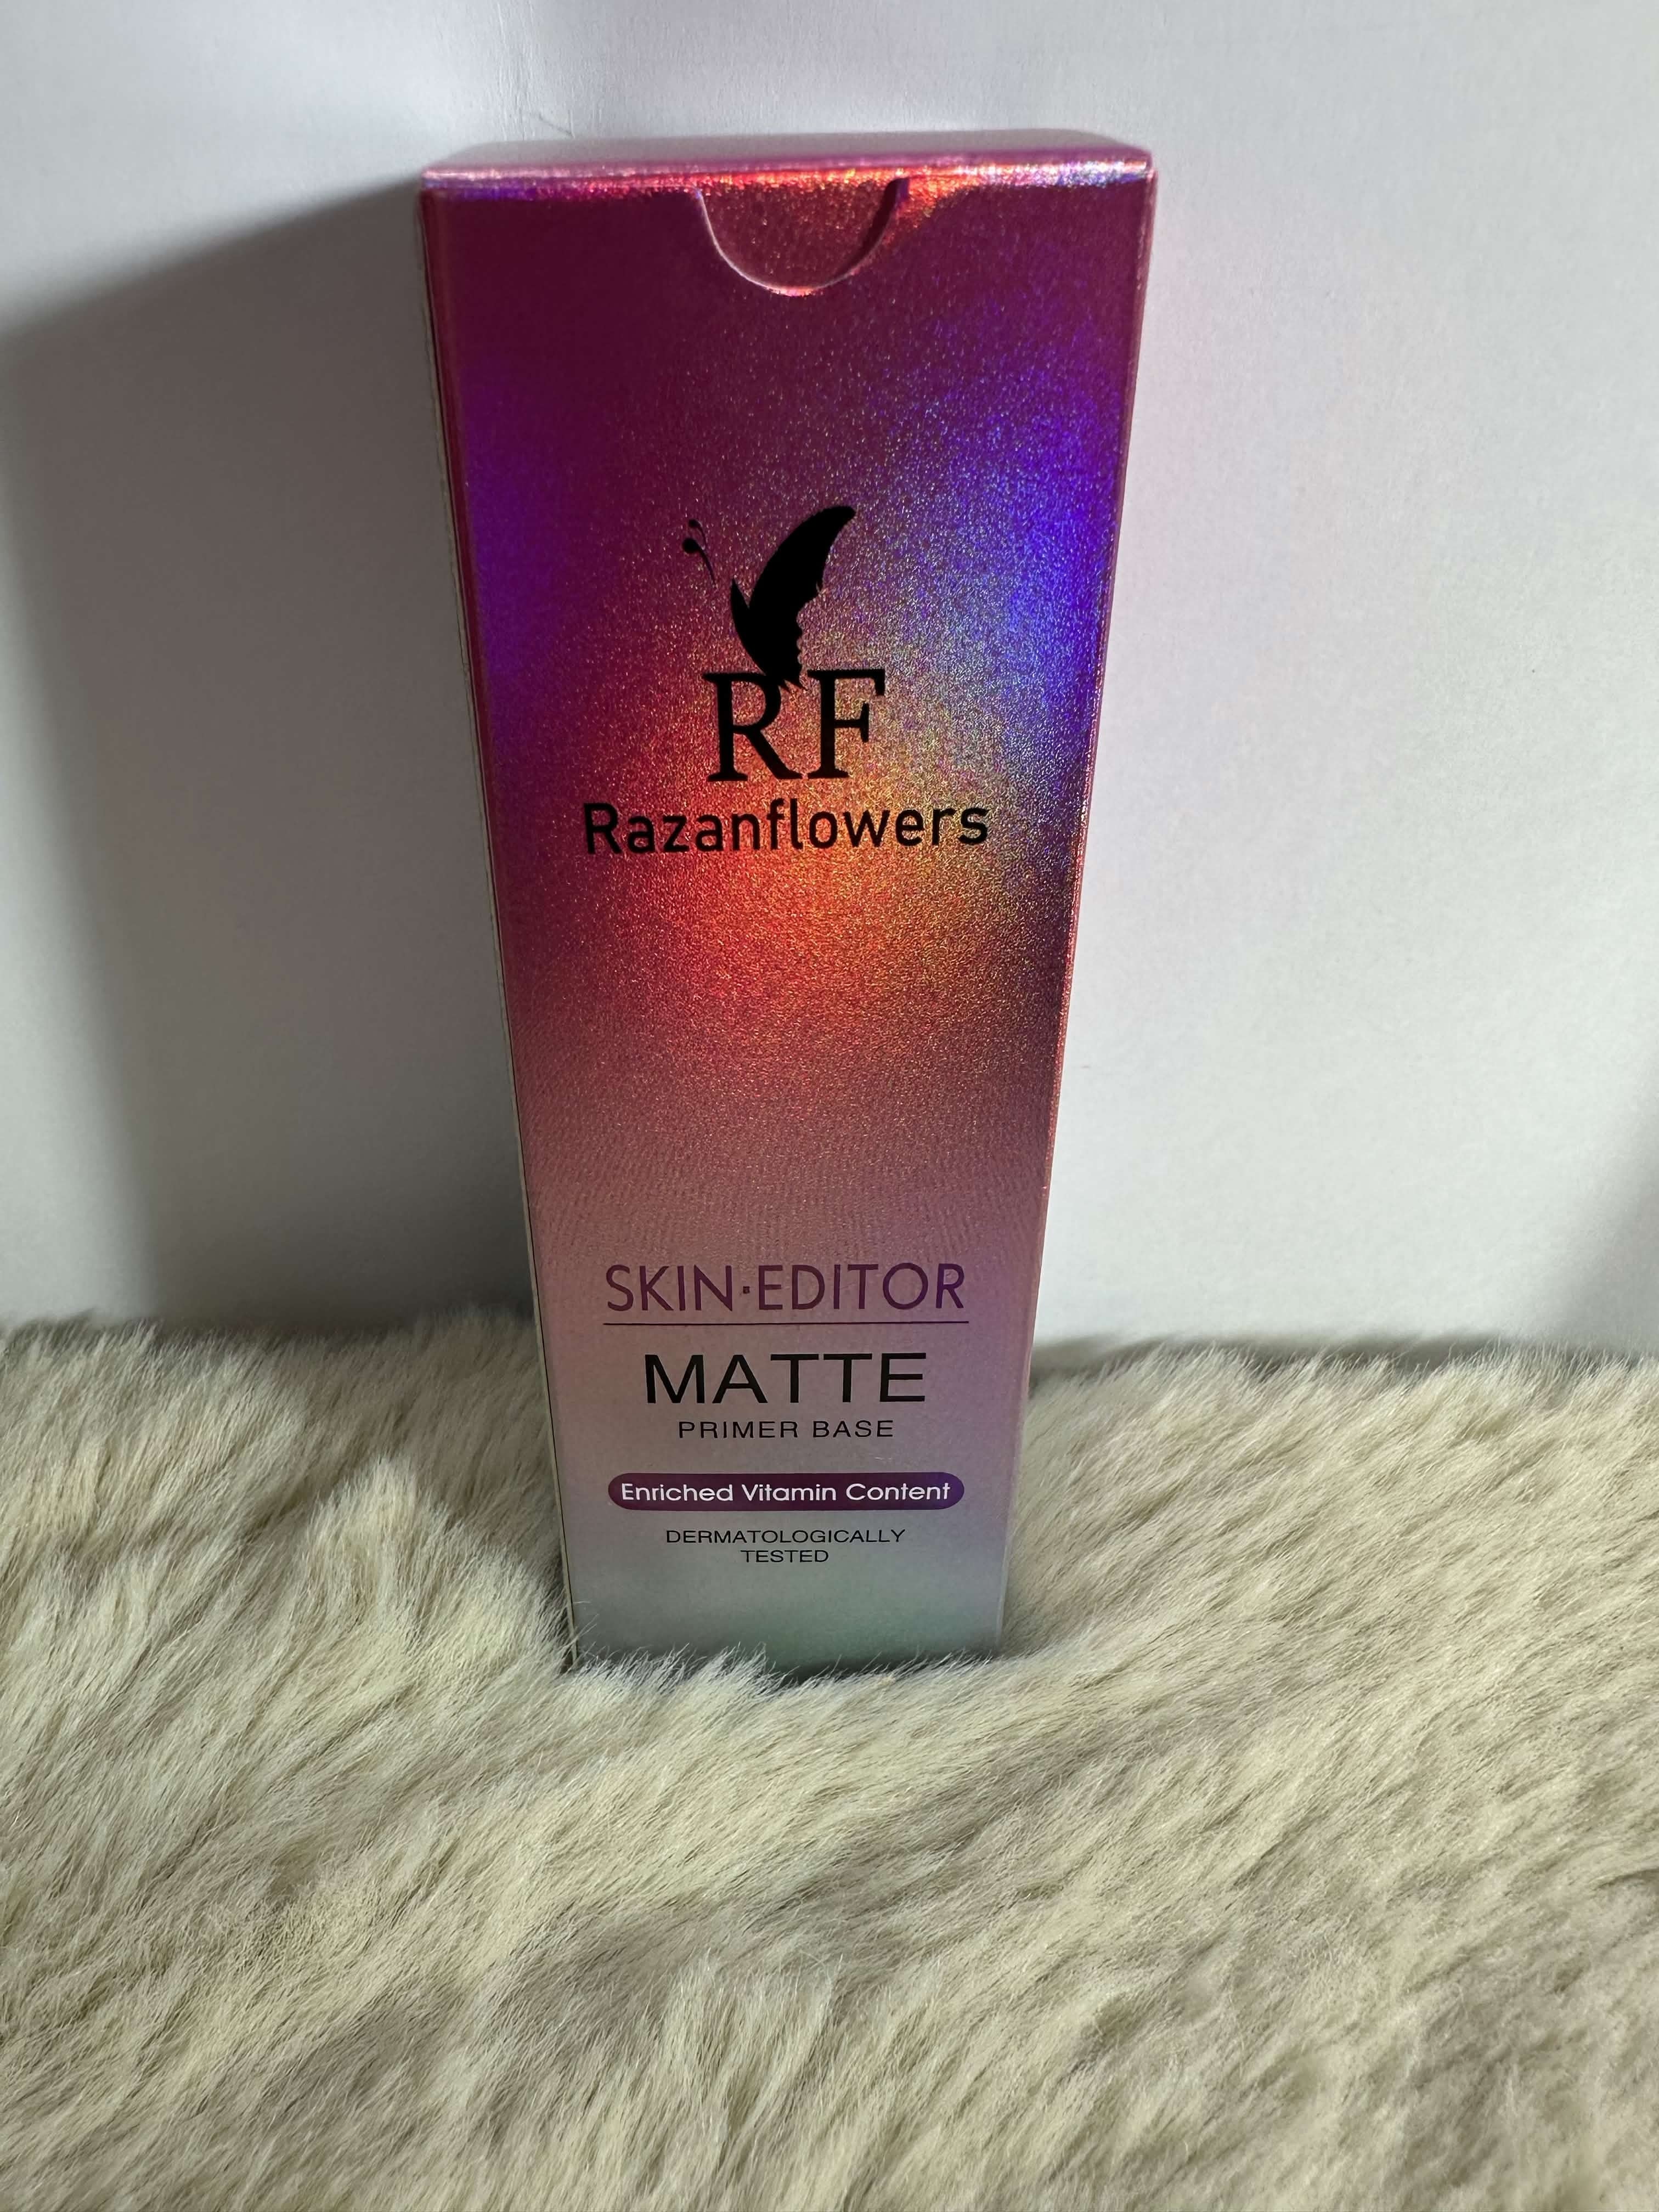 RF
Razanflowers
SKIN·EDITOR
MATTE
PRIMER BASE
Enriched Vitamin Content
DERMATOLOGICALLY
TESTED